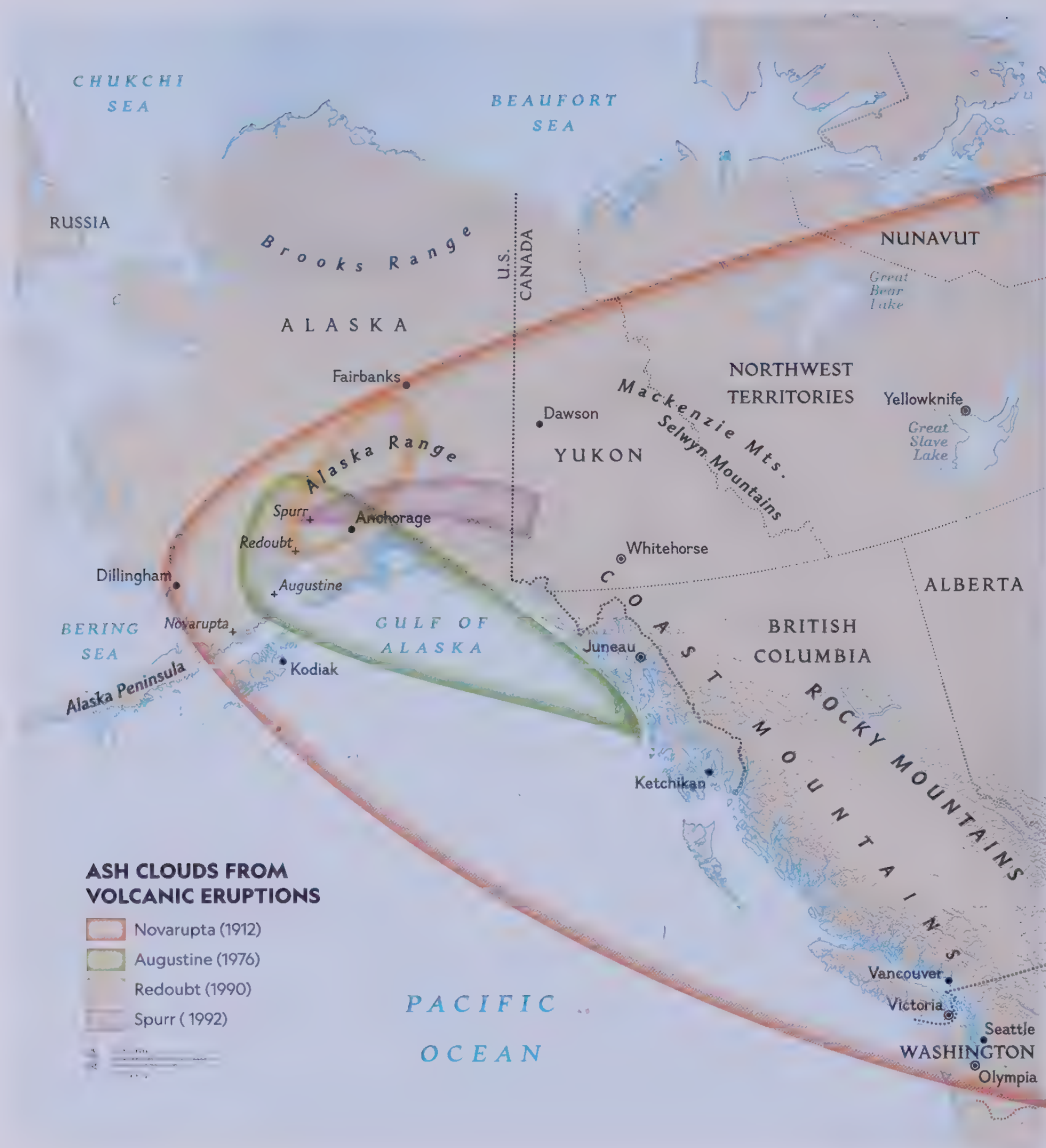 CHUKCHI
SEA
BEAUFORT
SEA
RUSSIA
Brooks Range
U.S.
CANADA
NUNAVUT
Great
Bear
Lake
ALASKA
Fairbanks
NORTHWEST
TERRITORIES
Mackenzie Mts.
Selwyn Mountains
Yellowknife
Great
Slave
Lake
Dawson
YUKON
Alaska Range
Spurr
Anchorage
Redoubt
Whitehorse
Dillingham
Augustine
ALBERTA
BERING
SEA
Novarupta
GULF OF
ALASKA
Juneau
BRITISH
COLUMBIA
Kodiak
Alaska Peninsula
COAST MOUNTAINS
ROCKY MOUNTAINS
Ketchikan
ASH CLOUDS FROM
VOLCANIC ERUPTIONS
Novarupta (1912)
Augustine (1976)
Redoubt (1990)
Spurr ( 1992)
PACIFIC
OCEAN
Vancouver
Victoria
Seattle
WASHINGTON
Olympia